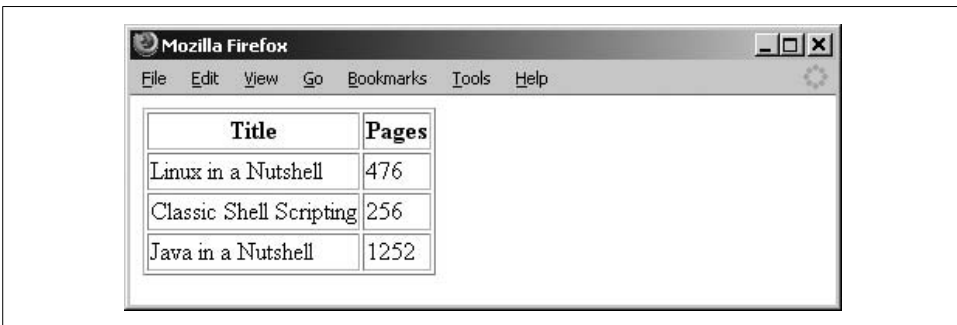 Mozilla Firefox
File Edit View Go Bookmarks Tools Help
Title Pages
Linux in a Nutshell 476
Classic Shell Scripting 256
Java in a Nutshell 1252